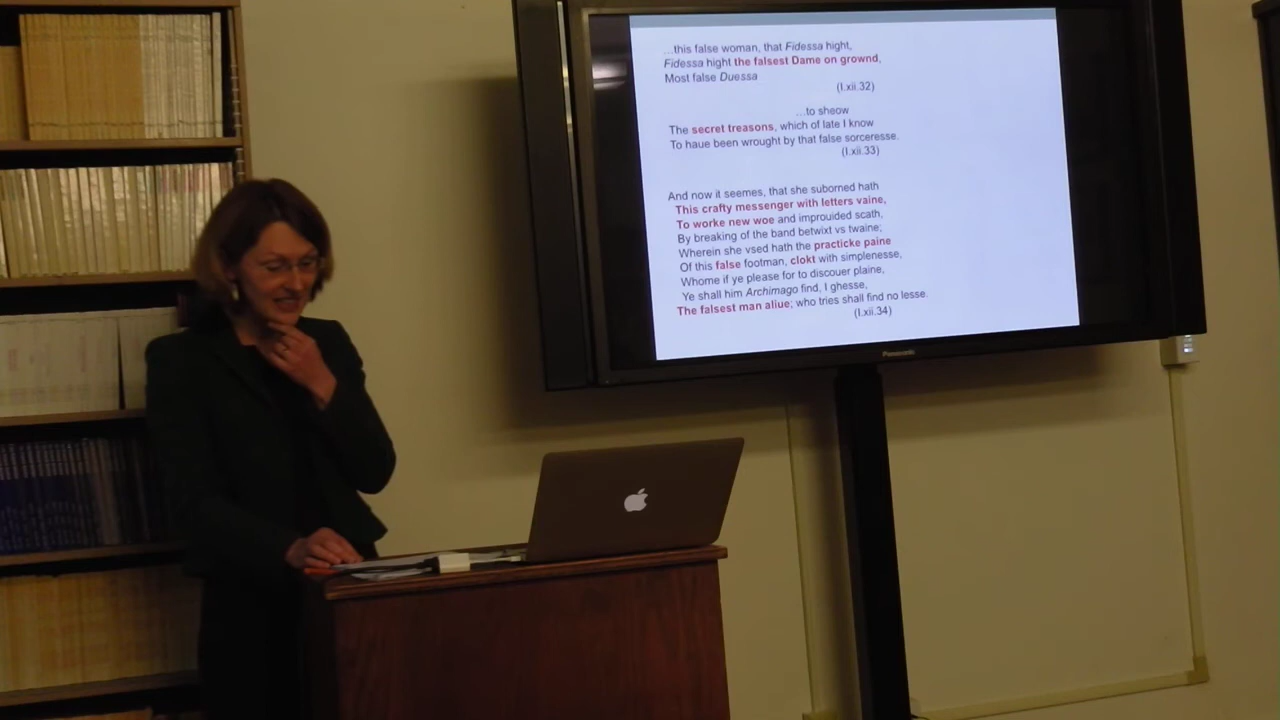 ...this false woman, that Fidessa hight,
Fidessa hight the falsest Dame on grownd,
Most false Duessa
(I.xii.32)
...to sheow
The secret treasons, which of late I know
To haue been wrought by that false sorceresse.
(I.xii.33)
And now it seemes, that she suborned hath
This crafty messenger with letters vaine,
To worke new woe and improuided scath,
By breaking of the band betwixt vs twaine;
Wherein she vsed hath the practicke paine
Of this false footman, clokt with simplenesse,
Whome if ye please for to discouer plaine,
Ye shall him Archimago find, I ghesse,
The falsest man aliue; who tries shall find no lesse.
(I.xii.34)
Panasonic